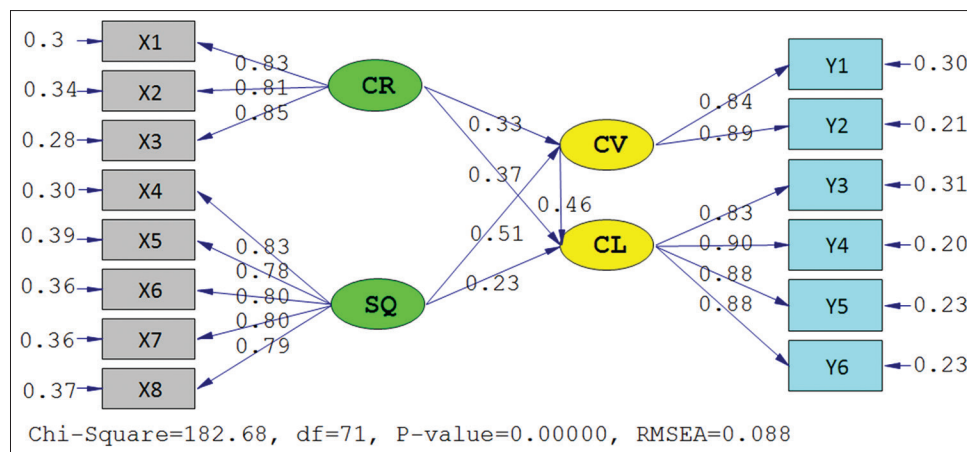 0.3
X1
0.34
X2
0.28
X3
0.30
X4
0.39
X5
0.36
X6
0.36
X7
0.37
X8
0.83
0.81
0.85
0.83
0.78
0.80
0.80
0.79
CR
SQ
0.33
0.37
0.46
0.51
0.23
CV
CL
0.84
0.89
0.83
0.90
0.88
0.88
Y1
0.30
Y2
0.21
Y3
0.31
Y4
0.20
Y5
0.23
Y6
0.23
Chi-Square=182.68, df=71, P-value=0.00000, RMSEA=0.088